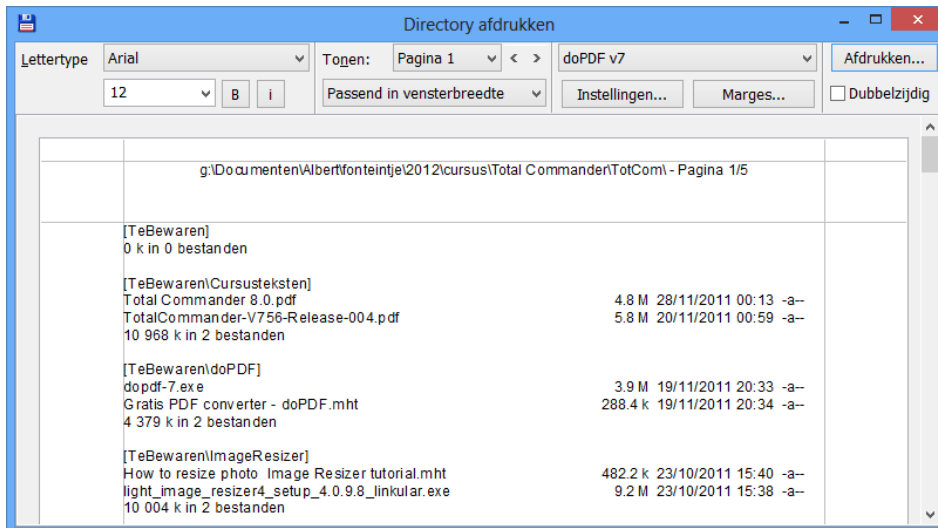 Directory afdrukken
Lettertype Arial Tonen: Pagina 1 < > doPDF v7 Afdrukken...
12 B i Passend in vensterbreedte Instellingen... Marges... Dubbelzijdig
g:\Documenten\Albert\fonteintje\2012\cursus\Total Commander\TotCom\ - Pagina 1/5
[TeBewaren]
0 k in 0 bestanden
[TeBewaren\Cursusteksten]
Total Commander 8.0.pdf 4.8 M 28/11/2011 00:13 -a--
TotalCommander-V756-Release-004.pdf 5.8 M 20/11/2011 00:59 -a--
10 968 k in 2 bestanden
[TeBewaren\doPDF]
dopdf-7.exe 3.9 M 19/11/2011 20:33 -a--
Gratis PDF converter - doPDF.mht 288.4 k 19/11/2011 20:34 -a--
4 379 k in 2 bestanden
[TeBewaren\ImageResizer]
How to resize photo  Image Resizer tutorial.mht 482.2 k 23/10/2011 15:40 -a--
light_image_resizer4_setup_4.0.9.8_linkular.exe 9.2 M 23/10/2011 15:38 -a--
10 004 k in 2 bestanden